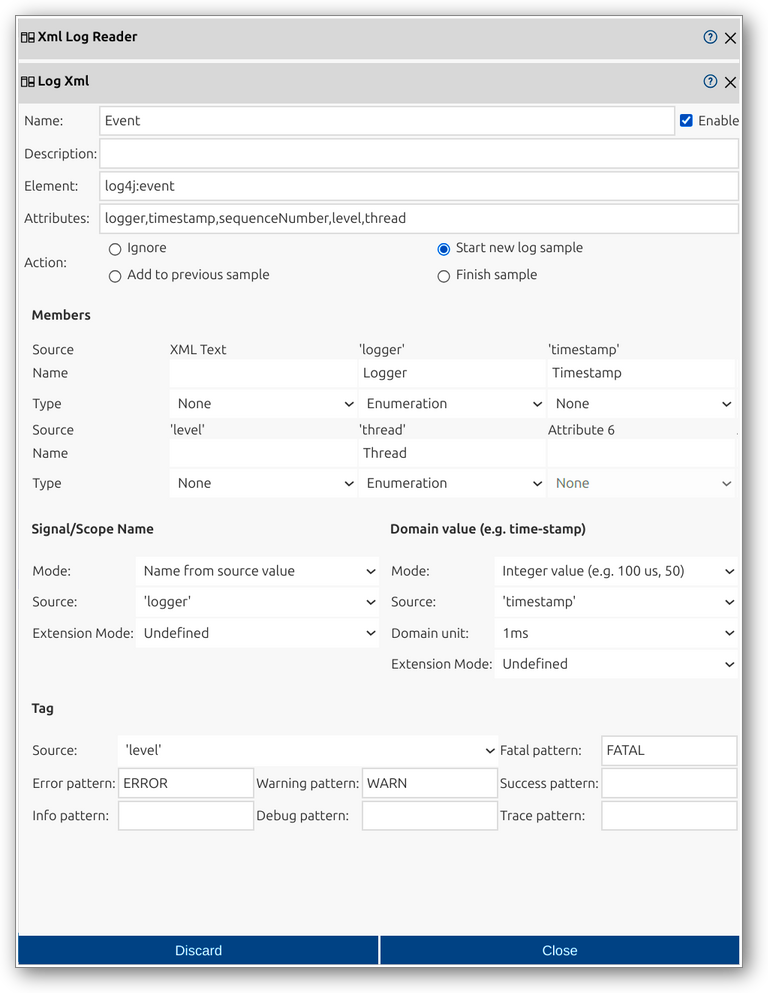 Xml Log Reader
Log Xml
Name: Event Enable
Description:
Element: log4j:event
Attributes: logger,timestamp,sequenceNumber,level,thread
Action: Ignore Start new log sample
Add to previous sample Finish sample
Members
Source XML Text 'logger' 'timestamp'
Name Logger Timestamp
Type None Enumeration None
Source 'level' 'thread' Attribute 6
Name Thread
Type None Enumeration None
Signal/Scope Name Domain value (e.g. time-stamp)
Mode: Name from source value Mode: Integer value (e.g. 100 us, 50)
Source: 'logger' Source: 'timestamp'
Extension Mode: Undefined Domain unit: 1ms
Extension Mode: Undefined
Tag
Source: 'level' Fatal pattern: FATAL
Error pattern: ERROR Warning pattern: WARN Success pattern:
Info pattern: Debug pattern: Trace pattern:
Discard Close